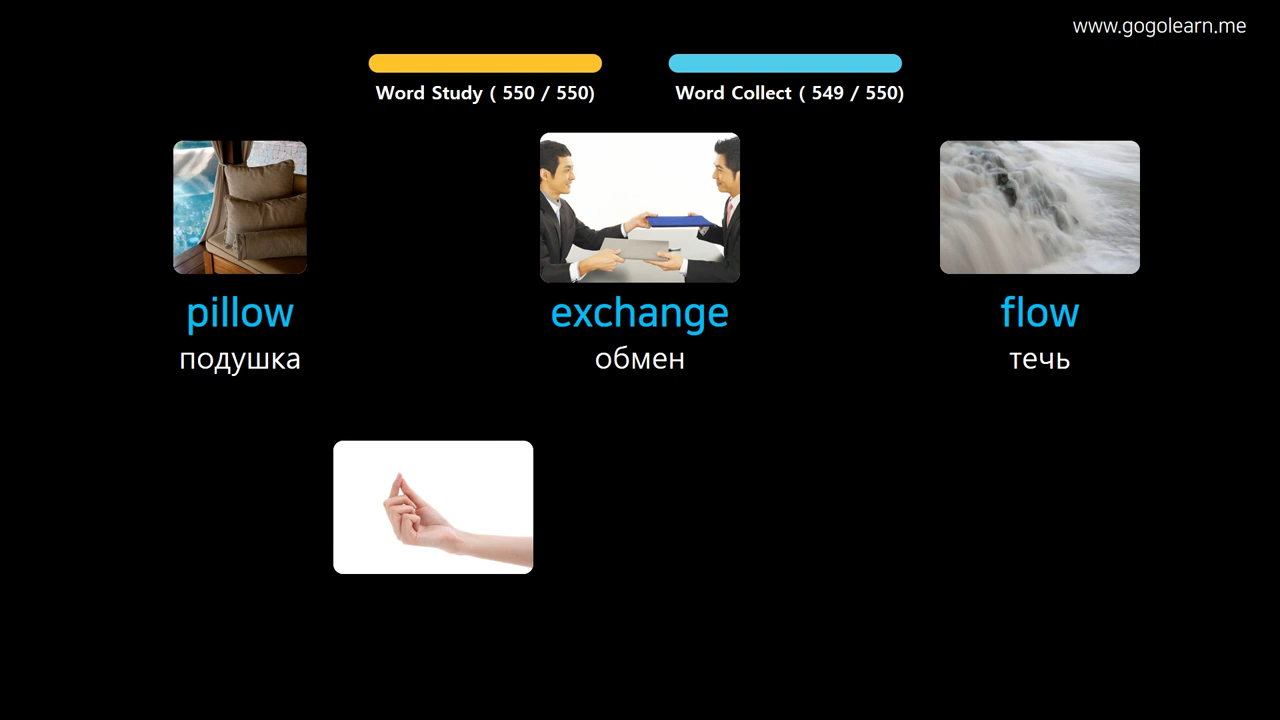 www.gogolearn.me
Word Study ( 550 / 550)
Word Collect ( 549 / 550)
pillow
exchange
flow
подушка
обмен
течь